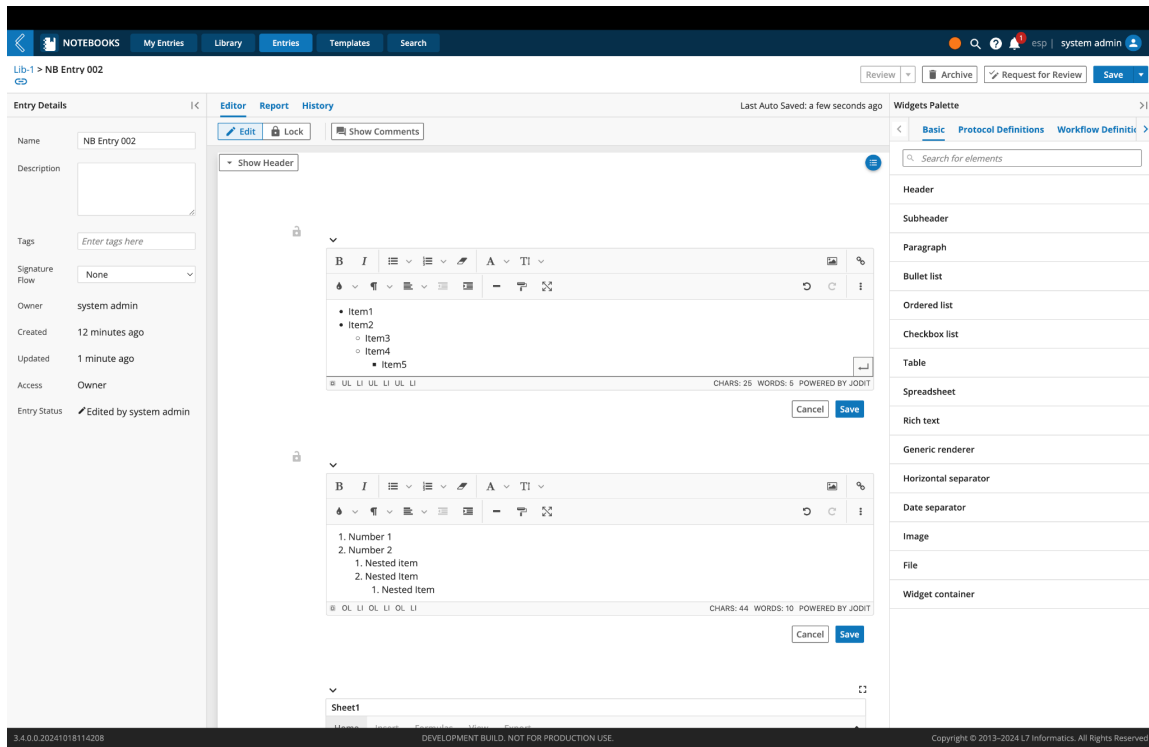 NOTEBOOKS My Entries Library Entries Templates Search 1 esp | system admin
Lib-1 > NB Entry 002
Review Archive Request for Review Save
Entry Details
Name NB Entry 002
Description
Tags Enter tags here
Signature Flow None
Owner system admin
Created 12 minutes ago
Updated 1 minute ago
Access Owner
Entry Status Edited by system admin
Editor Report History Last Auto Saved: a few seconds ago
Edit Lock Show Comments
Show Header
B I A TI
• Item1
• Item2
○ Item3
○ Item4
▪ Item5
UL LI UL LI UL LI CHARS: 25 WORDS: 5 POWERED BY JODIT
Cancel Save
B I A TI
1. Number 1
2. Number 2
1. Nested item
2. Nested Item
1. Nested Item
OL LI OL LI OL LI CHARS: 44 WORDS: 10 POWERED BY JODIT
Cancel Save
Sheet1
Home Insert Formulas View Export
Widgets Palette
Basic Protocol Definitions Workflow Definitic
Search for elements
Header
Subheader
Paragraph
Bullet list
Ordered list
Checkbox list
Table
Spreadsheet
Rich text
Generic renderer
Horizontal separator
Date separator
Image
File
Widget container
3.4.0.0.20241018114208 DEVELOPMENT BUILD. NOT FOR PRODUCTION USE. Copyright © 2013–2024 L7 Informatics. All Rights Reserved